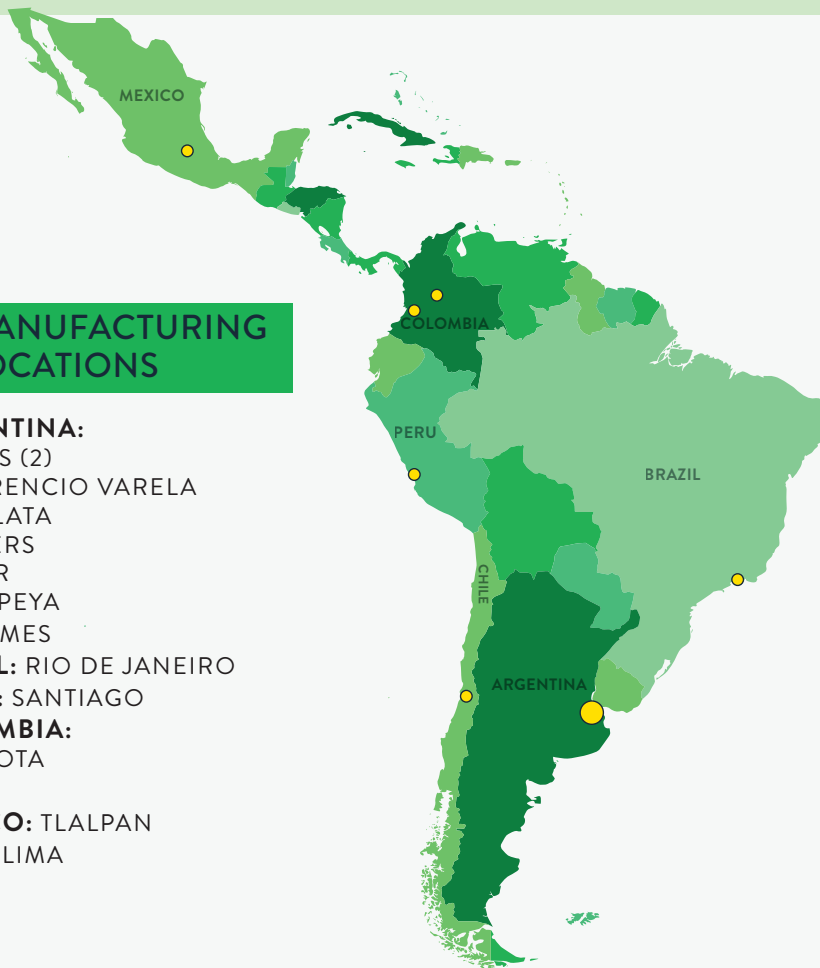 ANUFACTURING
OCATIONS
NTINA:
S (2)
RENCIO VARELA
LATA
ERS
R
PEYA
MES
L: RIO DE JANEIRO
: SANTIAGO
MBIA:
OTA
O: TLALPAN
LIMA
MEXICO
COLOMBIA
PERU
BRAZIL
CHILE
ARGENTINA